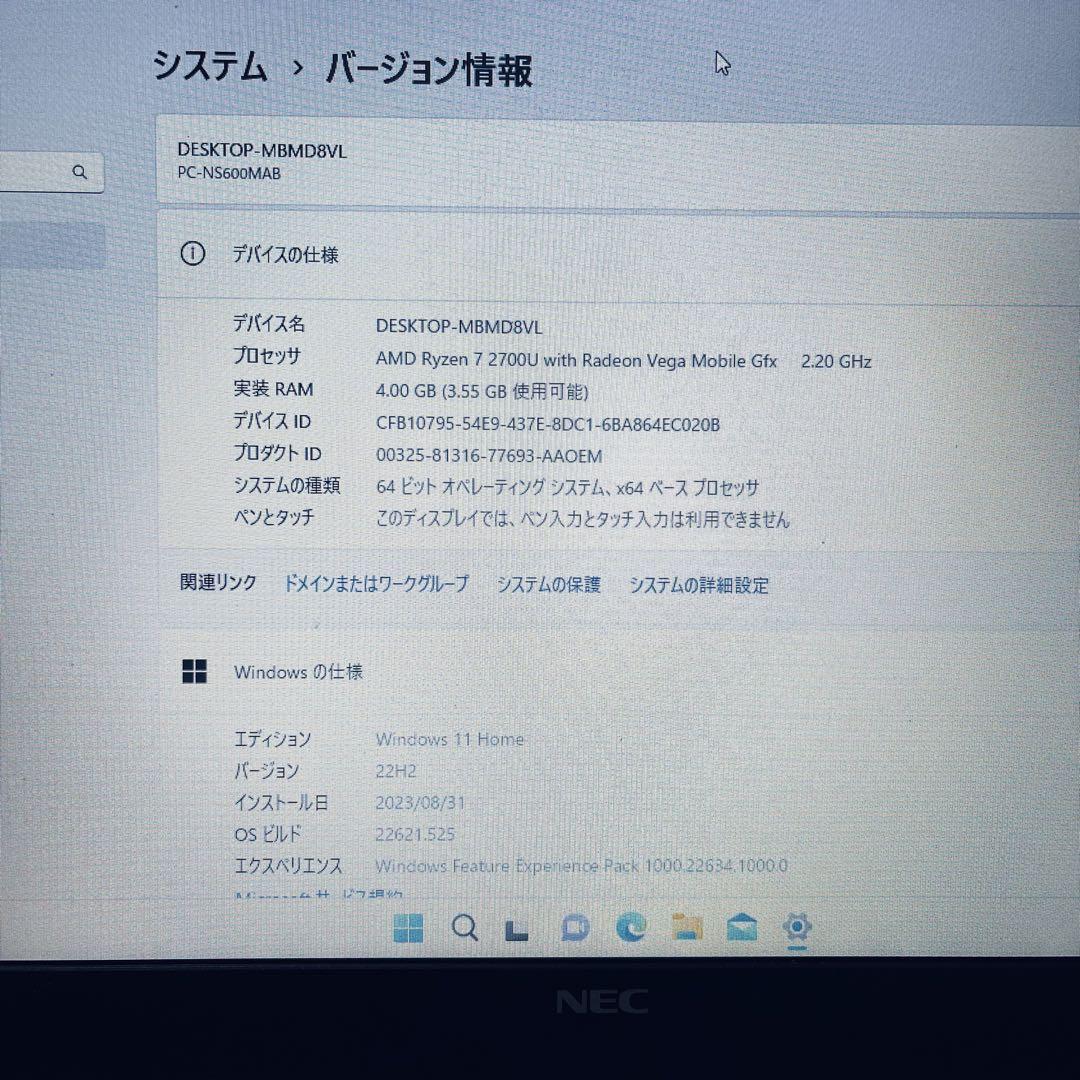 システム › バージョン情報
DESKTOP-MBMD8VL
PC-NS600MAB
デバイスの仕様
デバイス名 DESKTOP-MBMD8VL
プロセッサ AMD Ryzen 7 2700U with Radeon Vega Mobile Gfx 2.20 GHz
実装 RAM 4.00 GB (3.55 GB 使用可能)
デバイス ID CFB10795-54E9-437E-8DC1-6BA864EC020B
プロダクト ID 00325-81316-77693-AAOEM
システムの種類 64 ビット オペレーティング システム、x64 ベース プロセッサ
ペンとタッチ このディスプレイでは、ペン入力とタッチ入力は利用できません
関連リンク ドメインまたはワークグループ システムの保護 システムの詳細設定
Windows の仕様
エディション Windows 11 Home
バージョン 22H2
インストール日 2023/08/31
OS ビルド 22621.525
エクスペリエンス Windows Feature Experience Pack 1000.22634.1000.0
Microsoft サービス規約
NEC